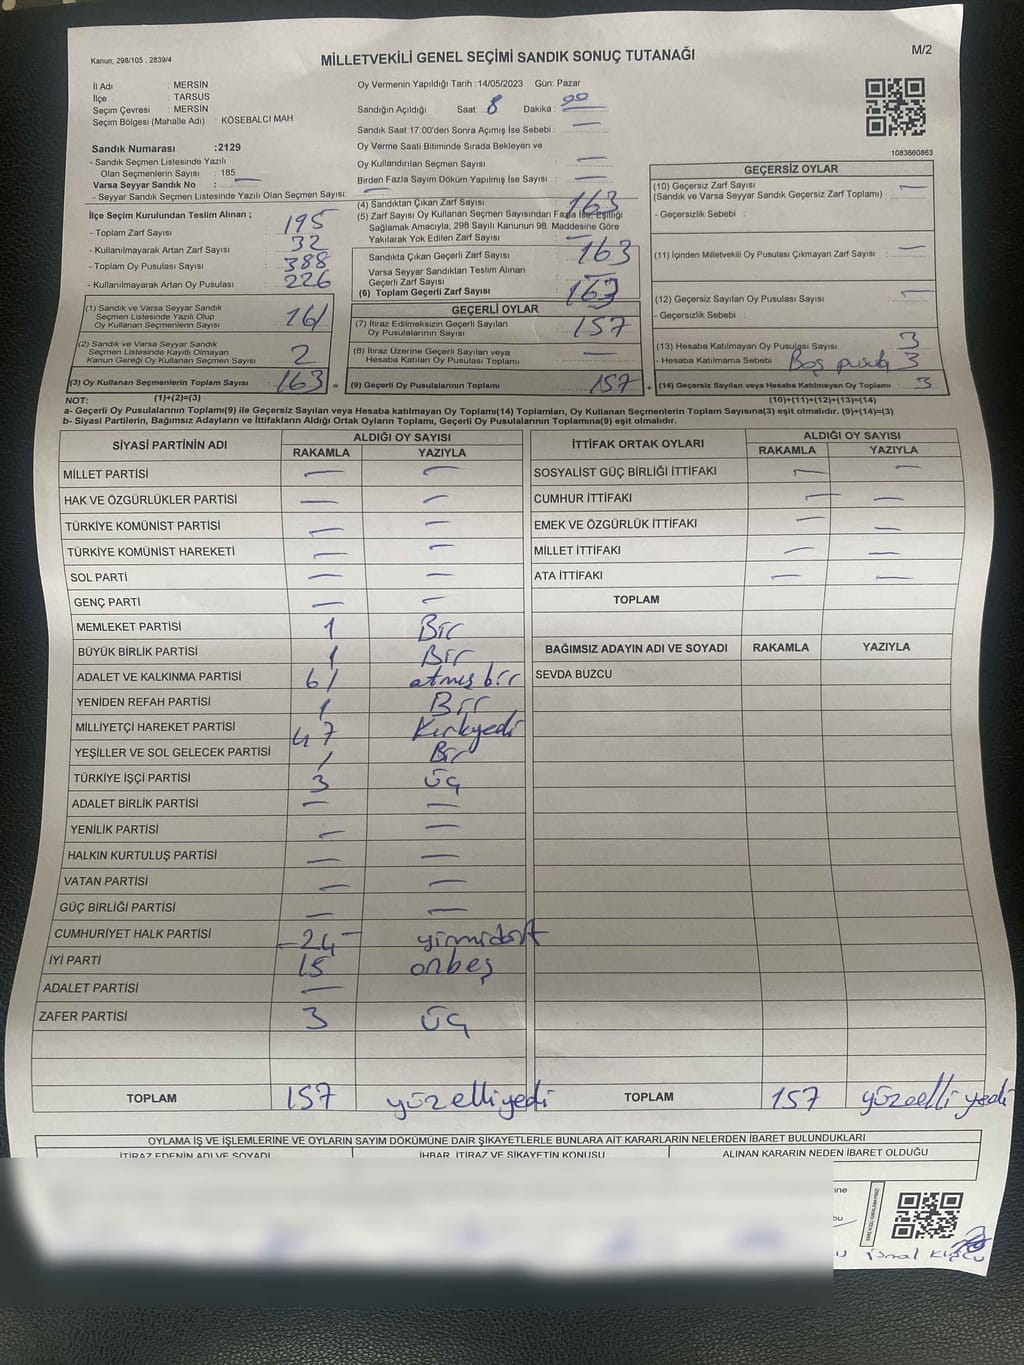 Kanun; 298/105 , 2839/4
MİLLETVEKİLİ GENEL SEÇİMİ SANDIK SONUÇ TUTANAĞI
M/2
İl Adı : MERSİN
İlçe : TARSUS
Seçim Çevresi : MERSİN
Seçim Bölgesi (Mahalle Adı) : KÖSEBALCI MAH.
Sandık Numarası :2129
- Sandık Seçmen Listesinde Yazılı
Olan Seçmenlerin Sayısı : 185
Varsa Seyyar Sandık No : —
- Seyyar Sandık Seçmen Listesinde Yazılı Olan Seçmen Sayısı: —
Oy Vermenin Yapıldığı Tarih :14/05/2023 Gün: Pazar
Sandığın Açıldığı Saat: 8 Dakika : 00
Sandık Saat 17:00'den Sonra Açımış İse Sebebi : —
Oy Verme Saati Bitiminde Sırada Bekleyen ve
Oy Kullandırılan Seçmen Sayısı : —
Birden Fazla Sayım Döküm Yapılmış İse Sayısı : —
1083660863
İlçe Seçim Kurulundan Teslim Alınan ;
- Toplam Zarf Sayısı : 195
- Kullanılmayarak Artan Zarf Sayısı : 32
- Toplam Oy Pusulası Sayısı : 388
- Kullanılmayarak Artan Oy Pusulası : 226
(4) Sandıktan Çıkan Zarf Sayısı : 163
(5) Zarf Sayısı Oy Kullanan Seçmen Sayısından Fazla İse, Eşitliği
Sağlamak Amacıyla, 298 Sayılı Kanunun 98. Maddesine Göre
Yakılarak Yok Edilen Zarf Sayısı : —
Sandıkta Çıkan Geçerli Zarf Sayısı : 163
Varsa Seyyar Sandıktan Teslim Alınan
Geçerli Zarf Sayısı : —
(6) Toplam Geçerli Zarf Sayısı : 163
GEÇERSİZ OYLAR
(10) Geçersiz Zarf Sayısı : —
(Sandık ve Varsa Seyyar Sandık Geçersiz Zarf Toplamı)
- Geçersizlik Sebebi :
(11) İçinden Milletvekili Oy Pusulası Çıkmayan Zarf Sayısı : —
(12) Geçersiz Sayılan Oy Pusulası Sayısı : —
- Geçersizlik Sebebi :
(13) Hesaba Katılmayan Oy Pusulası Sayısı : 3
- Hesaba Katılmama Sebebi : Boş pusula 3
(14) Geçersiz Sayılan veya Hesaba Katılmayan Oy Toplamı : 3
(10)+(11)+(12)+(13)=(14)
(1) Sandık ve Varsa Seyyar Sandık
Seçmen Listesinde Yazılı Olup
Oy Kullanan Seçmenlerin Sayısı : 161
(2) Sandık ve Varsa Seyyar Sandık
Seçmen Listesinde Kayıtlı Olmayan
Kanun Gereği Oy Kullanan Seçmen Sayısı : 2
(3) Oy Kullanan Seçmenlerin Toplam Sayısı : 163 =
(1)+(2)=(3)
GEÇERLİ OYLAR
(7) İtiraz Edilmeksizin Geçerli Sayılan
Oy Pusulalarının Sayısı : 157
(8) İtiraz Üzerine Geçerli Sayılan veya
Hesaba Katılan Oy Pusulası Toplamı : —
(9) Geçerli Oy Pusulalarının Toplamı : 157 +
NOT:
a- Geçerli Oy Pusulalarının Toplamı(9) ile Geçersiz Sayılan veya Hesaba katılmayan Oy Toplamı(14) Toplamları, Oy Kullanan Seçmenlerin Toplam Sayısına(3) eşit olmalıdır. (9)+(14)=(3)
b- Siyasi Partilerin, Bağımsız Adayların ve İttifakların Aldığı Ortak Oyların Toplamı, Geçerli Oy Pusulalarının Toplamına(9) eşit olmalıdır.
SİYASİ PARTİNİN ADI ALDIĞI OY SAYISI
RAKAMLA YAZIYLA
MİLLET PARTİSİ — —
HAK VE ÖZGÜRLÜKLER PARTİSİ — —
TÜRKİYE KOMÜNİST PARTİSİ — —
TÜRKİYE KOMÜNİST HAREKETİ — —
SOL PARTİ — —
GENÇ PARTİ — —
MEMLEKET PARTİSİ 1 Bir
BÜYÜK BİRLİK PARTİSİ 1 Bir
ADALET VE KALKINMA PARTİSİ 61 atmış bir
YENİDEN REFAH PARTİSİ 1 Bir
MİLLİYETÇİ HAREKET PARTİSİ 47 Kırkyedi
YEŞİLLER VE SOL GELECEK PARTİSİ 1 Bir
TÜRKİYE İŞÇİ PARTİSİ 3 üç
ADALET BİRLİK PARTİSİ — —
YENİLİK PARTİSİ — —
HALKIN KURTULUŞ PARTİSİ — —
VATAN PARTİSİ — —
GÜÇ BİRLİĞİ PARTİSİ — —
CUMHURİYET HALK PARTİSİ -24- yirmidört
İYİ PARTİ 15 onbeş
ADALET PARTİSİ —
ZAFER PARTİSİ 3 üç
TOPLAM 157 yüzelliyedi
İTTİFAK ORTAK OYLARI ALDIĞI OY SAYISI
RAKAMLA YAZIYLA
SOSYALİST GÜÇ BİRLİĞİ İTTİFAKI — —
CUMHUR İTTİFAKI — —
EMEK VE ÖZGÜRLÜK İTTİFAKI — —
MİLLET İTTİFAKI — —
ATA İTTİFAKI — —
TOPLAM
BAĞIMSIZ ADAYIN ADI VE SOYADI RAKAMLA YAZIYLA
SEVDA BUZCU
TOPLAM 157 yüzelli yedi
OYLAMA İŞ VE İŞLEMLERİNE VE OYLARIN SAYIM DÖKÜMÜNE DAİR ŞİKAYETLERLE BUNLARA AİT KARARLARIN NELERDEN İBARET BULUNDUKLARI
İTİRAZ EDENİN ADI VE SOYADI İHBAR, İTİRAZ VE ŞİKAYETİN KONUSU ALINAN KARARIN NEDEN İBARET OLDUĞU